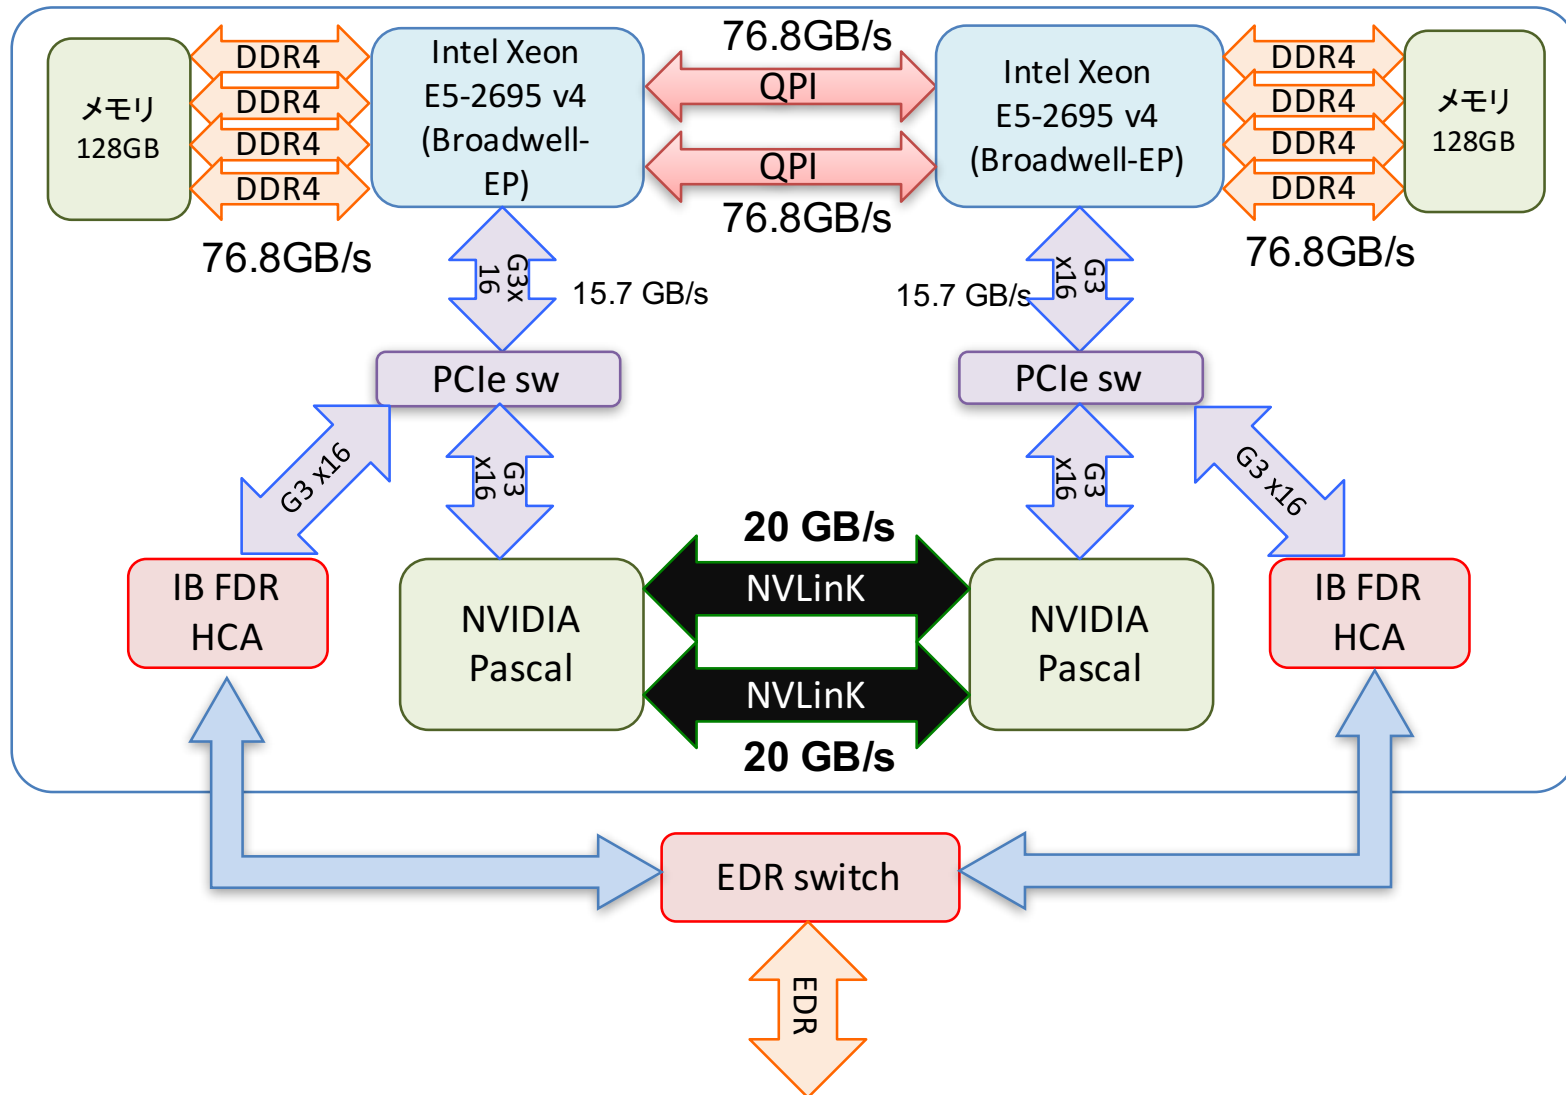 メモリ
128GB
DDR4
DDR4
DDR4
DDR4
76.8GB/s
Intel Xeon
E5-2695 v4
(Broadwell-
EP)
76.8GB/s
QPI
QPI
76.8GB/s
Intel Xeon
E5-2695 v4
(Broadwell-EP)
DDR4
DDR4
DDR4
DDR4
76.8GB/s
メモリ
128GB
G3x
16
15.7 GB/s
15.7 GB/s
G3
x16
PCIe sw
PCIe sw
G3 x16
G3
x16
G3
x16
G3 x16
IB FDR
HCA
NVIDIA
Pascal
20 GB/s
NVLinK
NVLinK
20 GB/s
NVIDIA
Pascal
IB FDR
HCA
EDR switch
EDR